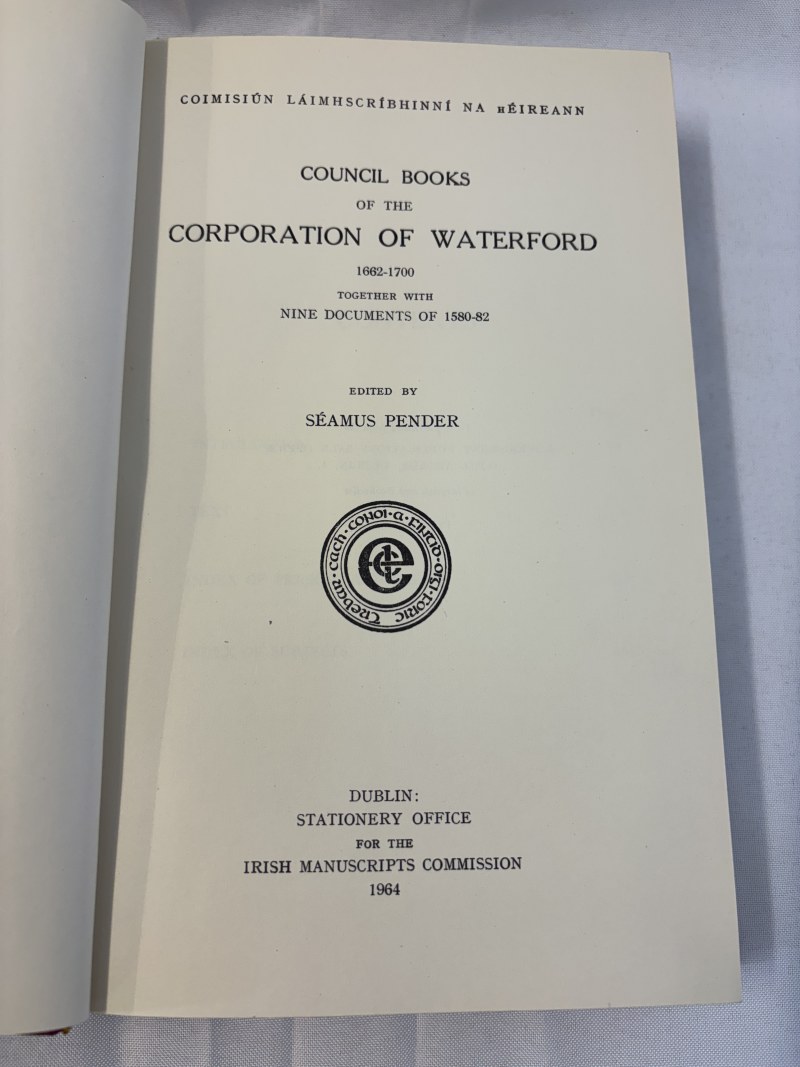 COIMISIÚN LÁIMHSCRÍBHINNÍ NA hÉIREANN
COUNCIL BOOKS
OF THE
CORPORATION OF WATERFORD
1662-1700
TOGETHER WITH
NINE DOCUMENTS OF 1580-82
EDITED BY
SÉAMUS PENDER
DUBLIN:
STATIONERY OFFICE
FOR THE
IRISH MANUSCRIPTS COMMISSION
1964